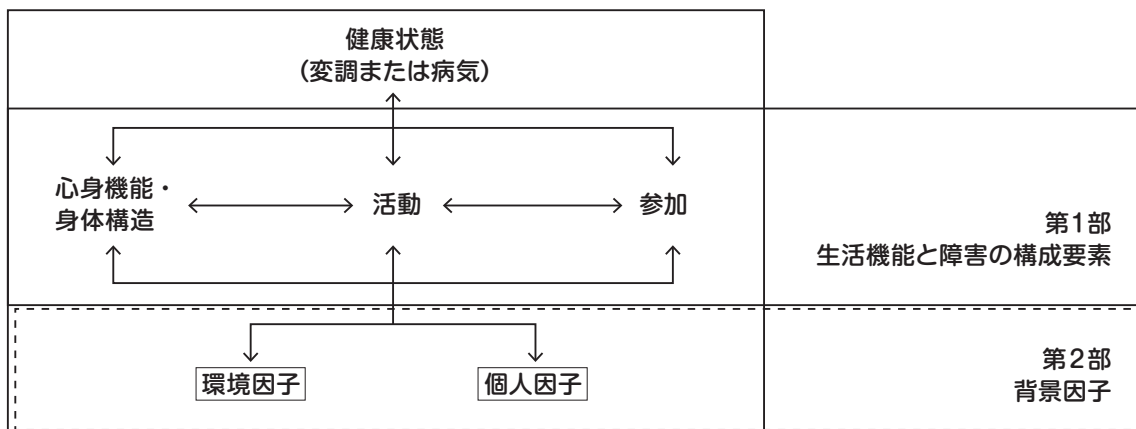 健康状態
（変調または病気）
心身機能・
身体構造
活動
参加
第1部
生活機能と障害の構成要素
環境因子
個人因子
第2部
背景因子